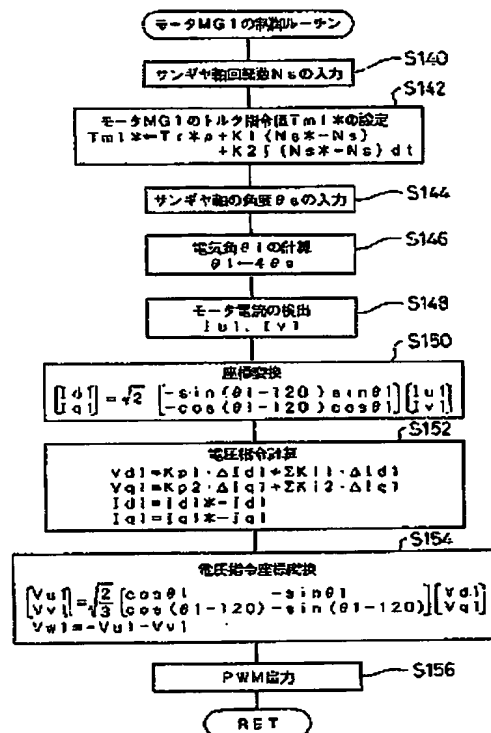 モータMG1の制御ルーチン
S140
サンギヤ軸回転数Nsの入力
S142
モータMG1のトルク指令値Tm1*の設定
Tm1*←Tr*ρ+K1(Ns*-Ns)
+K2∫(Ns*-Ns)dt
S144
サンギヤ軸の角度θsの入力
S146
電気角θ1の計算
θ1←4θs
S148
モータ電流の検出
Iu1, Iv1
S150
座標変換
[Id1] = √2 [-sin(θ1-120) sinθ1] [Iu1]
[Iq1] [-cos(θ1-120) cosθ1] [Iv1]
S152
電圧指令計算
Vd1=Kp1·ΔId1+ΣKi1·ΔId1
Vq1=Kp2·ΔIq1+ΣKi2·ΔIq1
Id1=Id1*-Id1
Iq1=Iq1*-Iq1
S154
電圧指令座標変換
[Vu1] = √2/3 [cosθ1 -sinθ1] [Vd1]
[Vv1] [cos(θ1-120) -sin(θ1-120)] [Vq1]
Vw1=-Vu1-Vv1
S156
PWM出力
RET